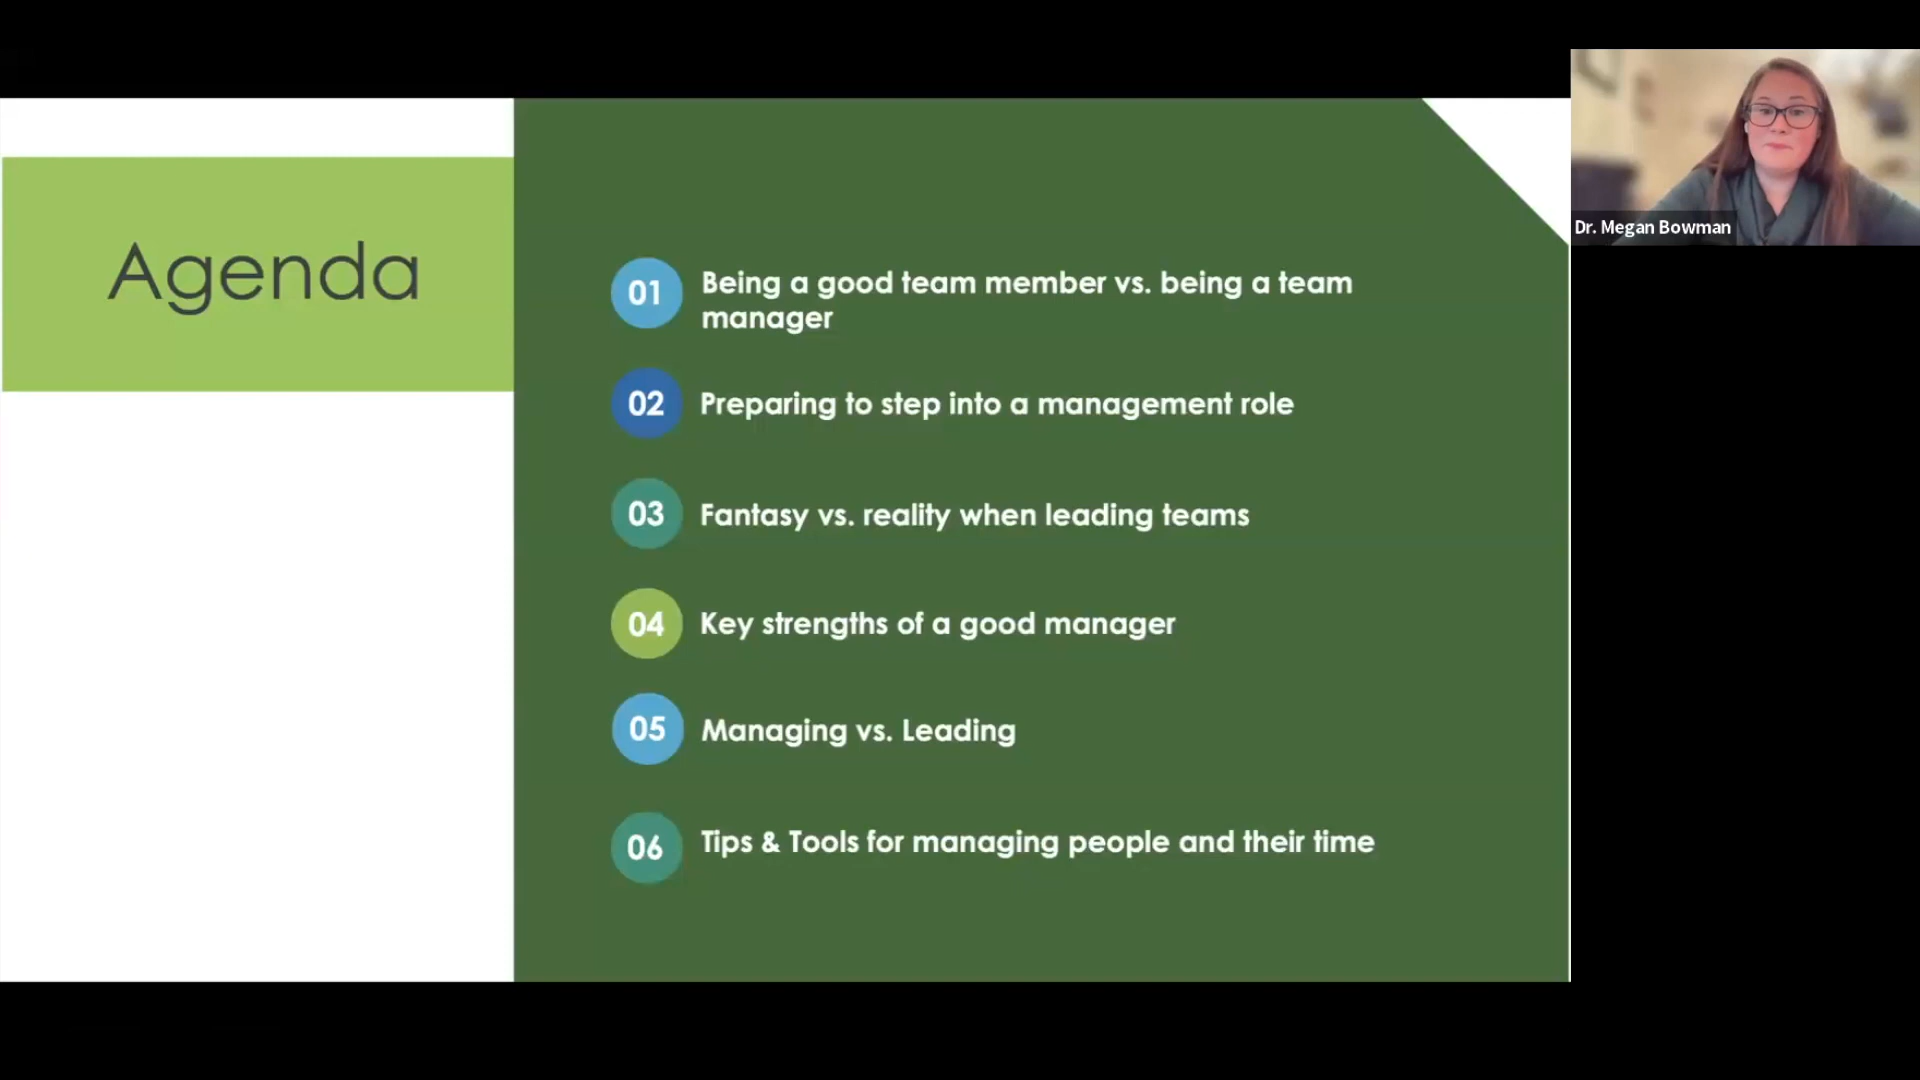 Agenda
01
Being a good team member vs. being a team
manager
02
Preparing to step into a management role
03
Fantasy vs. reality when leading teams
04
Key strengths of a good manager
05
Managing vs. Leading
06
Tips & Tools for managing people and their time
Dr. Megan Bowman